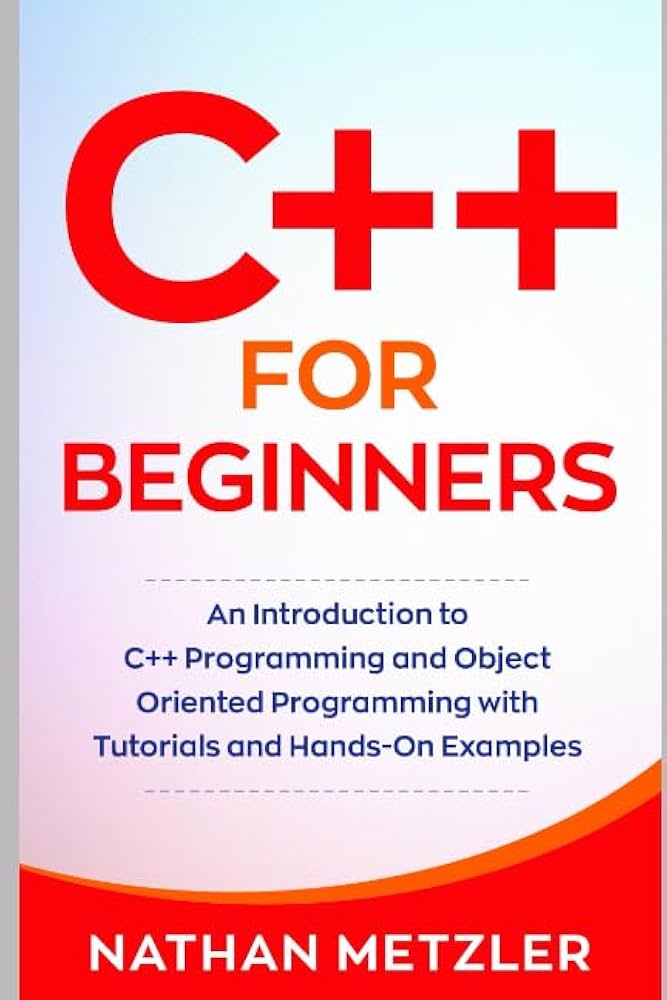 C++
FOR
BEGINNERS
An Introduction to
C++ Programming and Object
Oriented Programming with
Tutorials and Hands-On Examples
NATHAN METZLER